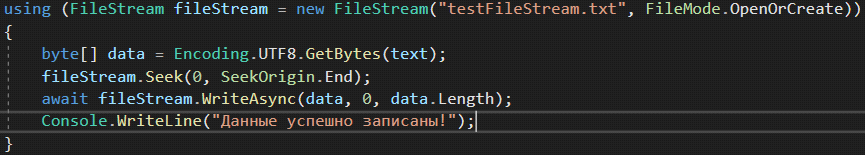 using (FileStream fileStream = new FileStream("testFileStream.txt", FileMode.OpenOrCreate))
{
    byte[] data = Encoding.UTF8.GetBytes(text);
    fileStream.Seek(0, SeekOrigin.End);
    await fileStream.WriteAsync(data, 0, data.Length);
    Console.WriteLine("Данные успешно записаны!");
}